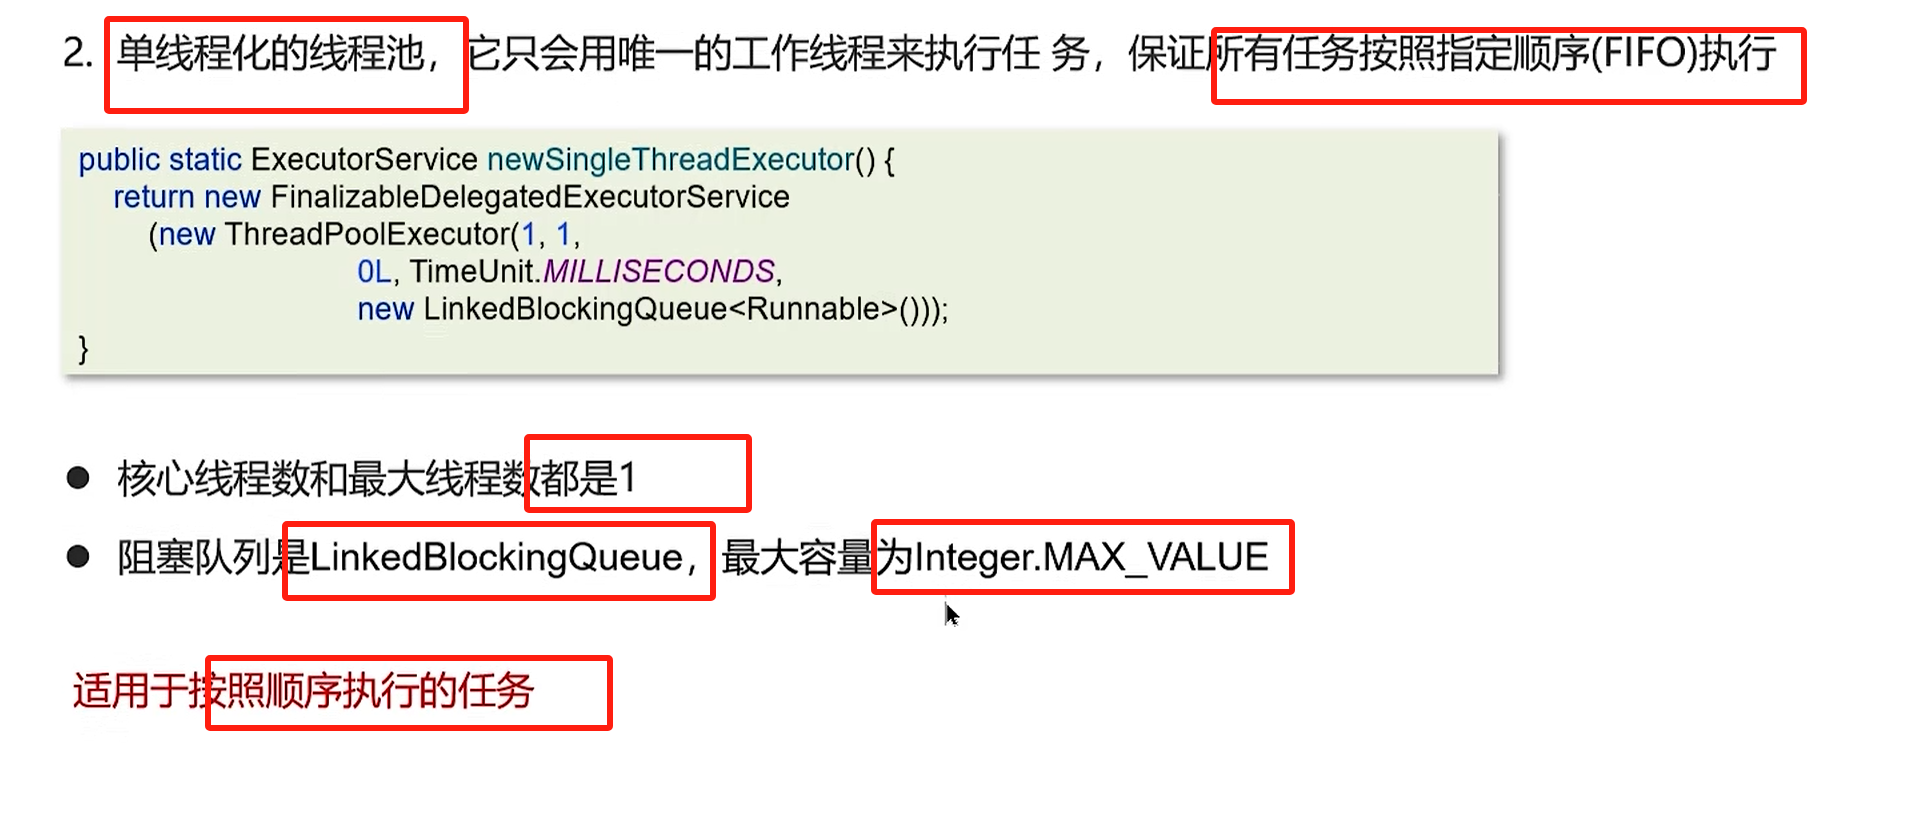 2. 单线程化的线程池，它只会用唯一的工作线程来执行任 务，保证所有任务按照指定顺序(FIFO)执行
public static ExecutorService newSingleThreadExecutor() {
return new FinalizableDelegatedExecutorService
(new ThreadPoolExecutor(1, 1,
0L, TimeUnit.MILLISECONDS,
new LinkedBlockingQueue<Runnable>()));
}
● 核心线程数和最大线程数都是1
● 阻塞队列是LinkedBlockingQueue，最大容量为Integer.MAX_VALUE
适用于按照顺序执行的任务